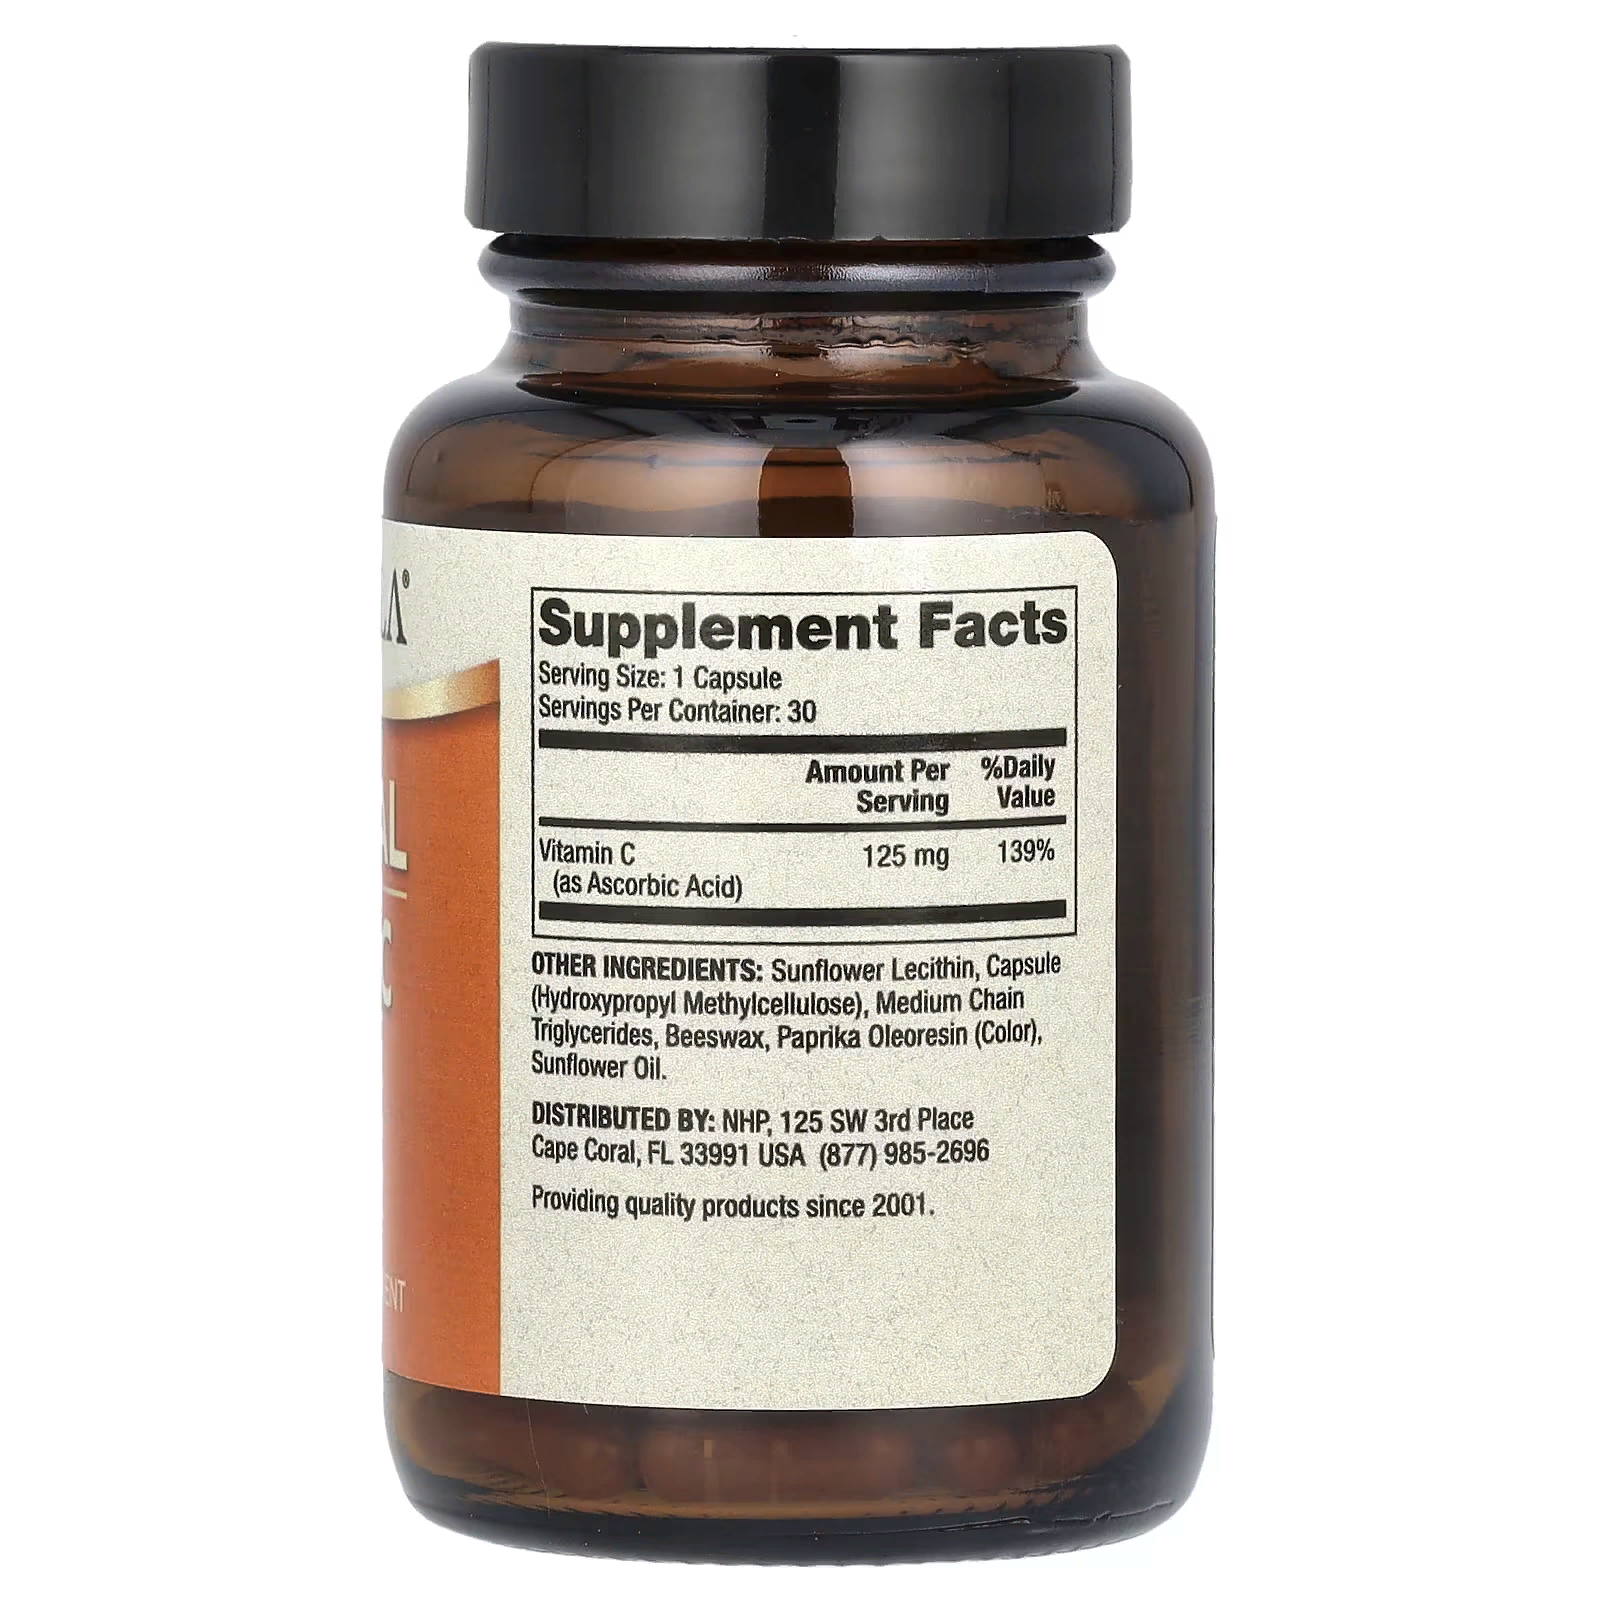 Supplement Facts
Serving Size: 1 Capsule
Servings Per Container: 30
Amount Per Serving %Daily Value
Vitamin C 125 mg 139%
(as Ascorbic Acid)
OTHER INGREDIENTS: Sunflower Lecithin, Capsule
(Hydroxypropyl Methylcellulose), Medium Chain
Triglycerides, Beeswax, Paprika Oleoresin (Color),
Sunflower Oil.
DISTRIBUTED BY: NHP, 125 SW 3rd Place
Cape Coral, FL 33991 USA (877) 985-2696
Providing quality products since 2001.